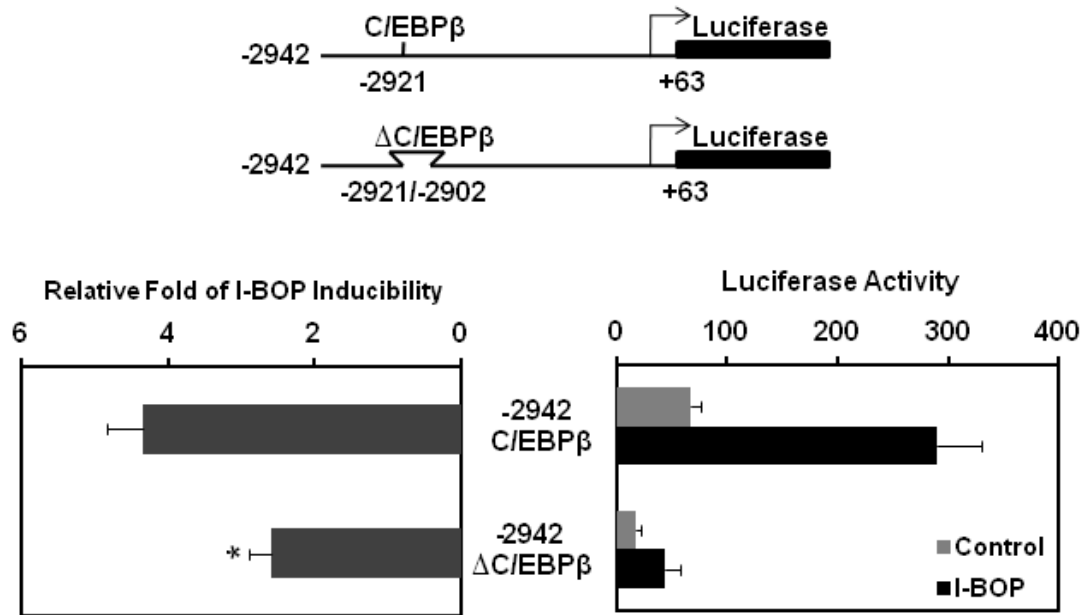 C/EBPβ Luciferase
-2942
-2921 +63
ΔC/EBPβ Luciferase
-2942
-2921/-2902 +63
Relative Fold of I-BOP Inducibility
6 4 2 0
*
-2942
C/EBPβ
-2942
ΔC/EBPβ
Luciferase Activity
0 100 200 300 400
Control
I-BOP